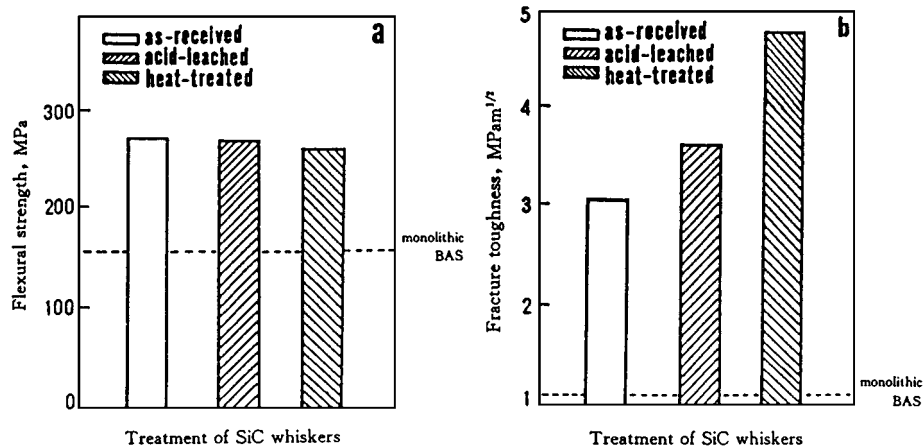 a
as-received
acid-leached
heat-treated
300
200
100
0
Flexural strength, MPa
monolithic
BAS
Treatment of SiC whiskers
b
as-received
acid-leached
heat-treated
5
4
3
2
1
Fracture toughness, MPam^{1/2}
monolithic
BAS
Treatment of SiC whiskers